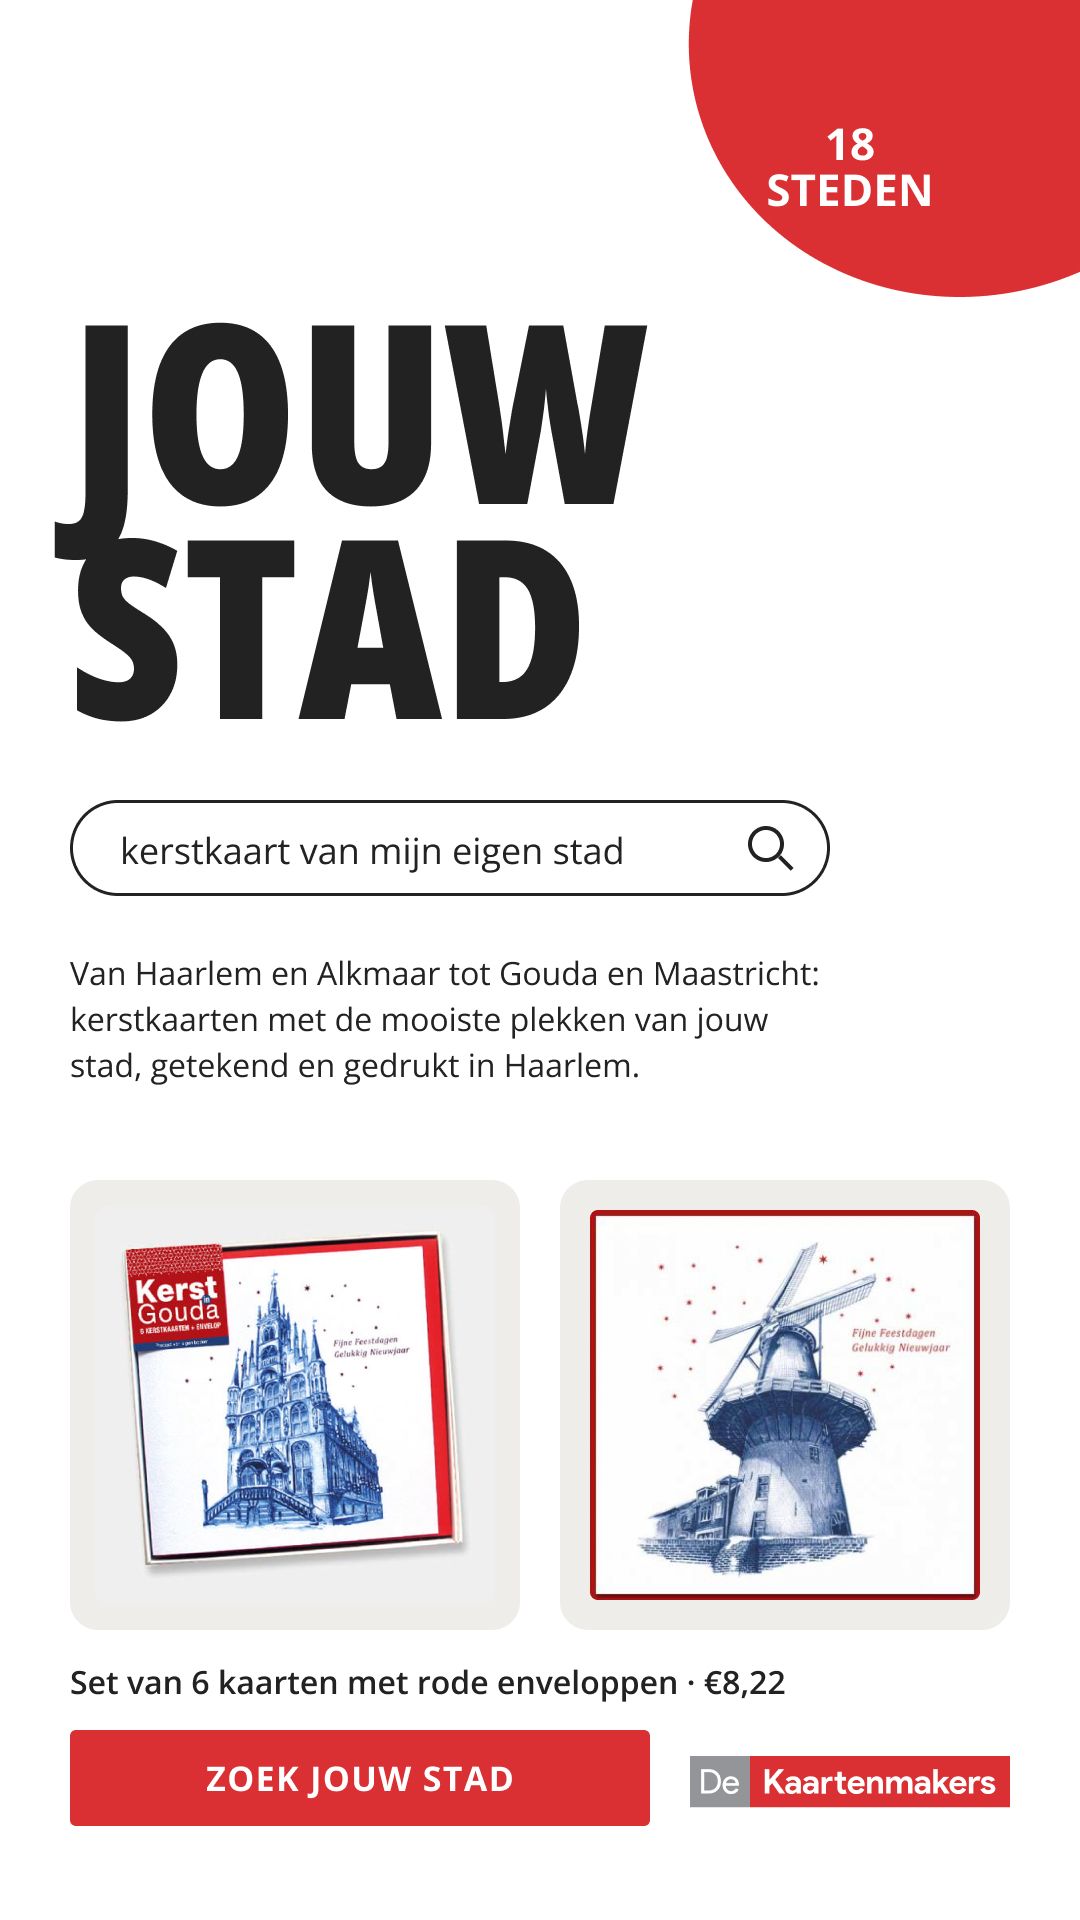 18
STEDEN
JOUW
STAD
kerstkaart van mijn eigen stad
Van Haarlem en Alkmaar tot Gouda en Maastricht:
kerstkaarten met de mooiste plekken van jouw
stad, getekend en gedrukt in Haarlem.
Kerst
in
Gouda
6 KERSTKAARTEN + ENVELOP
Fijne Feestdagen
Gelukkig Nieuwjaar
Fijne Feestdagen
Gelukkig Nieuwjaar
Set van 6 kaarten met rode enveloppen · €8,22
ZOEK JOUW STAD
De Kaartenmakers